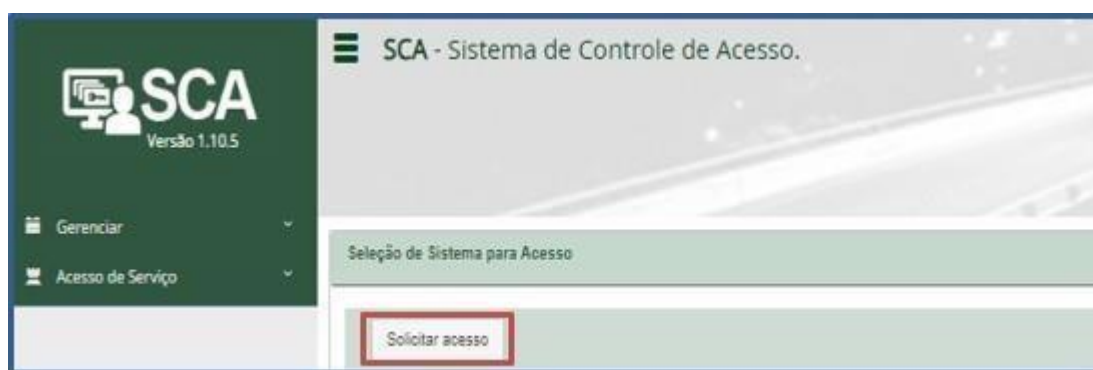 SCA
Versão 1.10.5
Gerenciar
Acesso de Serviço
SCA - Sistema de Controle de Acesso.
Seleção de Sistema para Acesso
Solicitar acesso